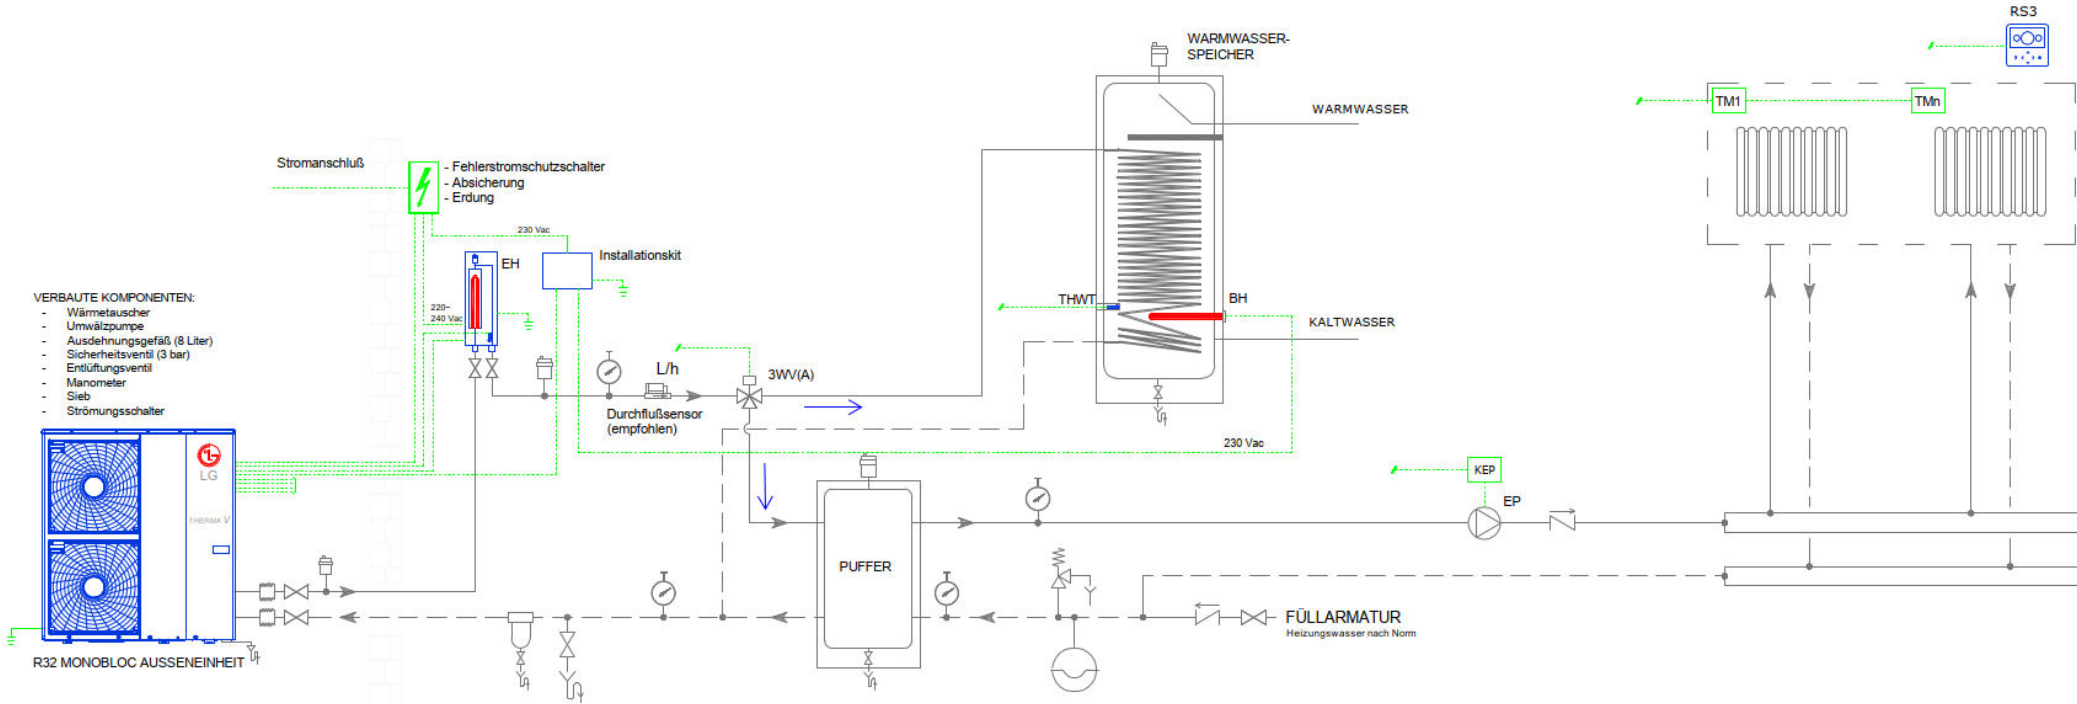 RS3
WARMWASSER-
SPEICHER
TM1
TMn
WARMWASSER
Stromanschluß
- Fehlerstromschutzschalter
- Absicherung
- Erdung
230 Vac
EH
Installationskit
THWT
BH
VERBAUTE KOMPONENTEN:
- Wärmetauscher
- Umwälzpumpe
- Ausdehnungsgefäß (8 Liter)
- Sicherheitsventil (3 bar)
- Entlüftungsventil
- Manometer
- Sieb
- Strömungsschalter
220~
240 Vac
KALTWASSER
L/h
3WV(A)
Durchflußsensor
(empfohlen)
230 Vac
LG
KEP
EP
THERMA V
PUFFER
FÜLLARMATUR
Heizungswasser nach Norm
R32 MONOBLOC AUSSENEINHEIT